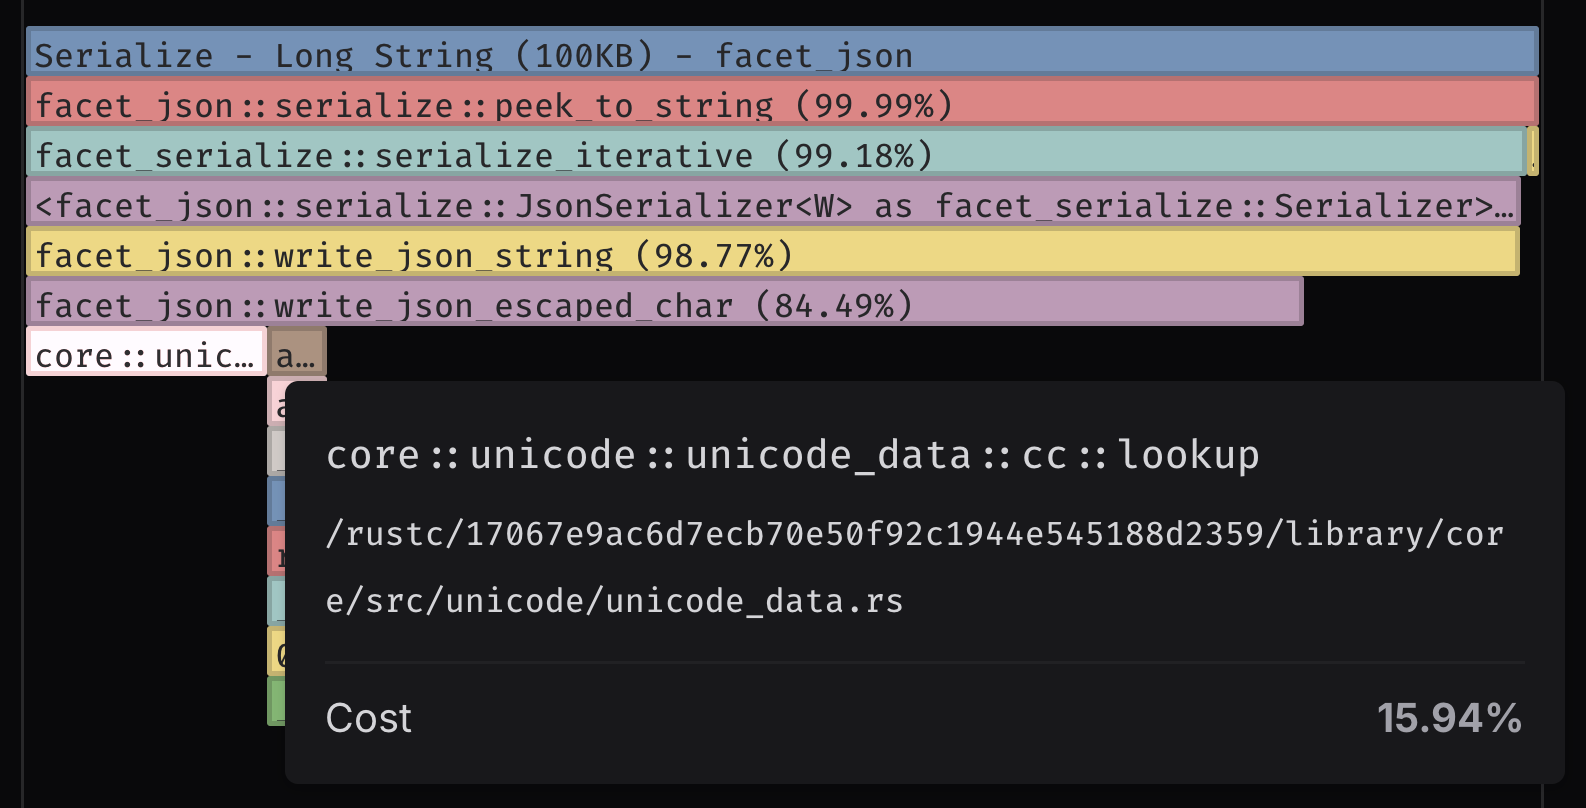 Serialize - Long String (100KB) - facet_json
facet_json::serialize::peek_to_string (99.99%)
facet_serialize::serialize_iterative (99.18%)
<facet_json::serialize::JsonSerializer<W> as facet_serialize::Serializer>…
facet_json::write_json_string (98.77%)
facet_json::write_json_escaped_char (84.49%)
core::unic… a…
core::unicode::unicode_data::cc::lookup
/rustc/17067e9ac6d7ecb70e50f92c1944e545188d2359/library/cor
e/src/unicode/unicode_data.rs
Cost 15.94%